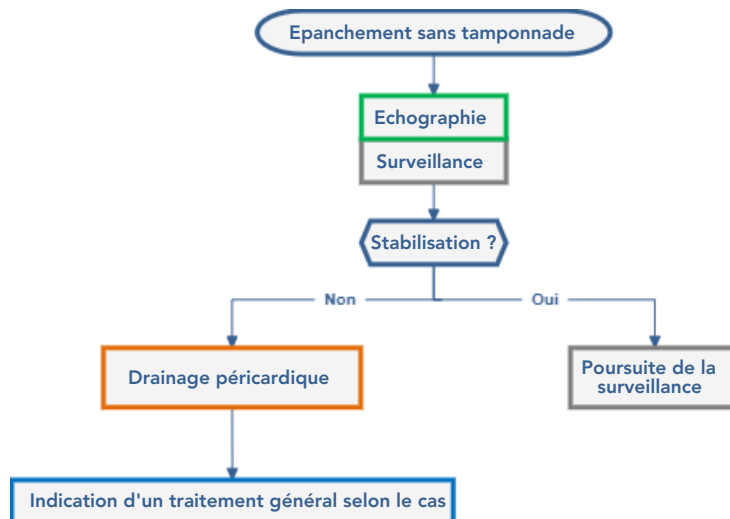 Epanchement sans tamponnade
Echographie
Surveillance
Stabilisation ?
Non
Oui
Drainage péricardique
Poursuite de la
surveillance
Indication d'un traitement général selon le cas